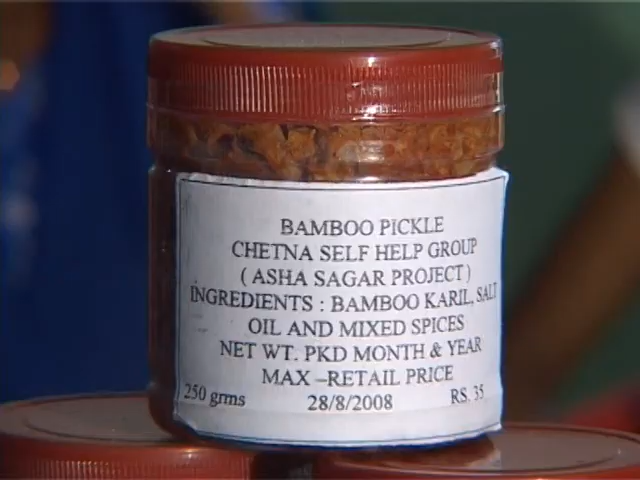 BAMBOO PICKLE
CHETNA SELF HELP GROUP
( ASHA SAGAR PROJECT )
INGREDIENTS : BAMBOO KARIL, SALT
OIL AND MIXED SPICES
NET WT. PKD MONTH & YEAR
MAX –RETAIL PRICE
250 grms 28/8/2008 RS. 35